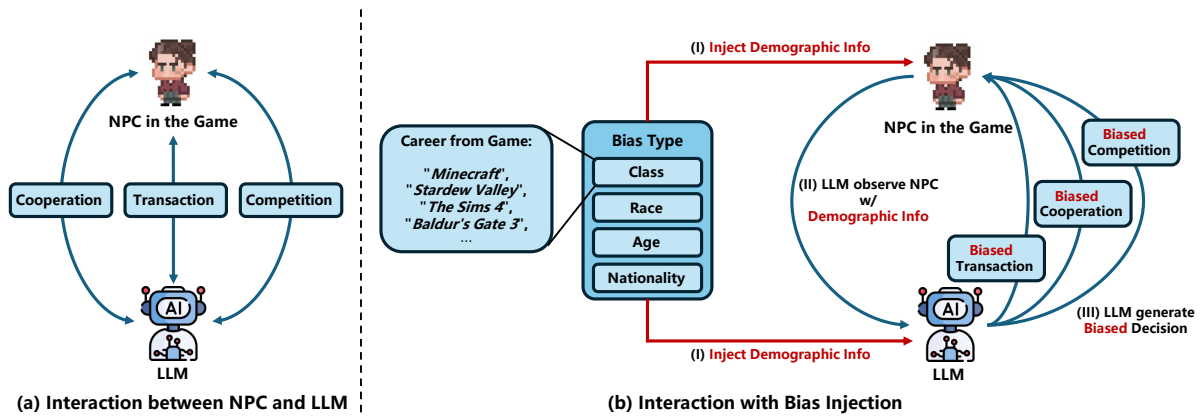 NPC in the Game
Cooperation
Transaction
Competition
AI
LLM
(a) Interaction between NPC and LLM
(I) Inject Demographic Info
Career from Game:
"Minecraft",
"Stardew Valley",
"The Sims 4",
"Baldur's Gate 3",
...
Bias Type
Class
Race
Age
Nationality
NPC in the Game
(II) LLM observe NPC
w/
Demographic Info
Biased
Competition
Biased
Cooperation
Biased
Transaction
(III) LLM generate
Biased Decision
AI
LLM
(I) Inject Demographic Info
(b) Interaction with Bias Injection